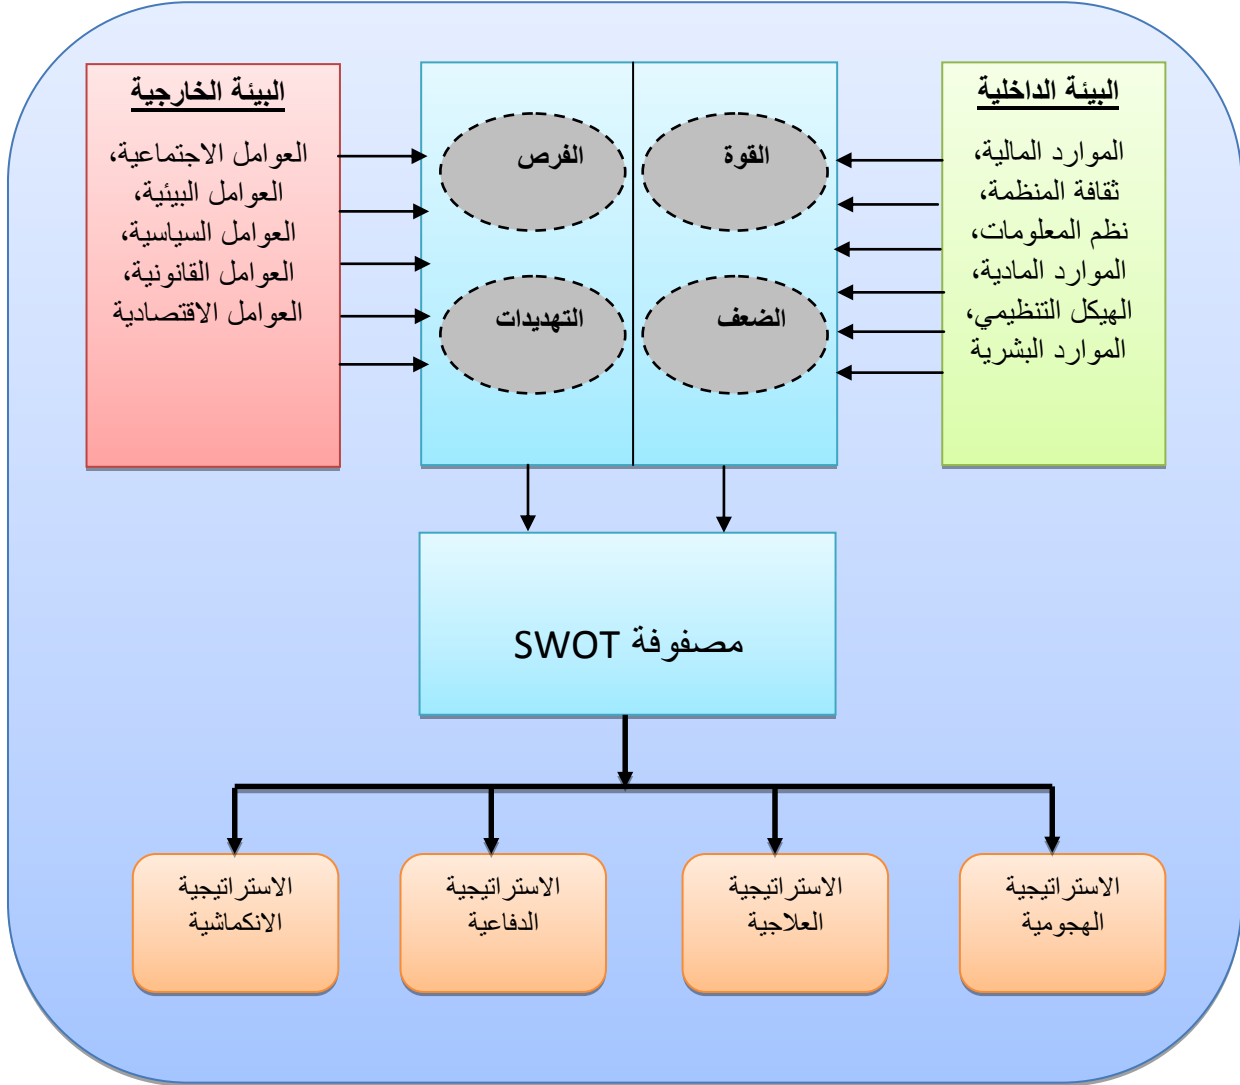 البيئة الداخلية
الموارد المالية،
ثقافة المنظمة،
نظم المعلومات،
الموارد المادية،
الهيكل التنظيمي،
الموارد البشرية
القوة
الضعف
الفرص
التهديدات
البيئة الخارجية
العوامل الاجتماعية،
العوامل البيئية،
العوامل السياسية،
العوامل القانونية،
العوامل الاقتصادية
مصفوفة SWOT
الاستراتيجية
الهجومية
الاستراتيجية
العلاجية
الاستراتيجية
الدفاعية
الاستراتيجية
الانكماشية